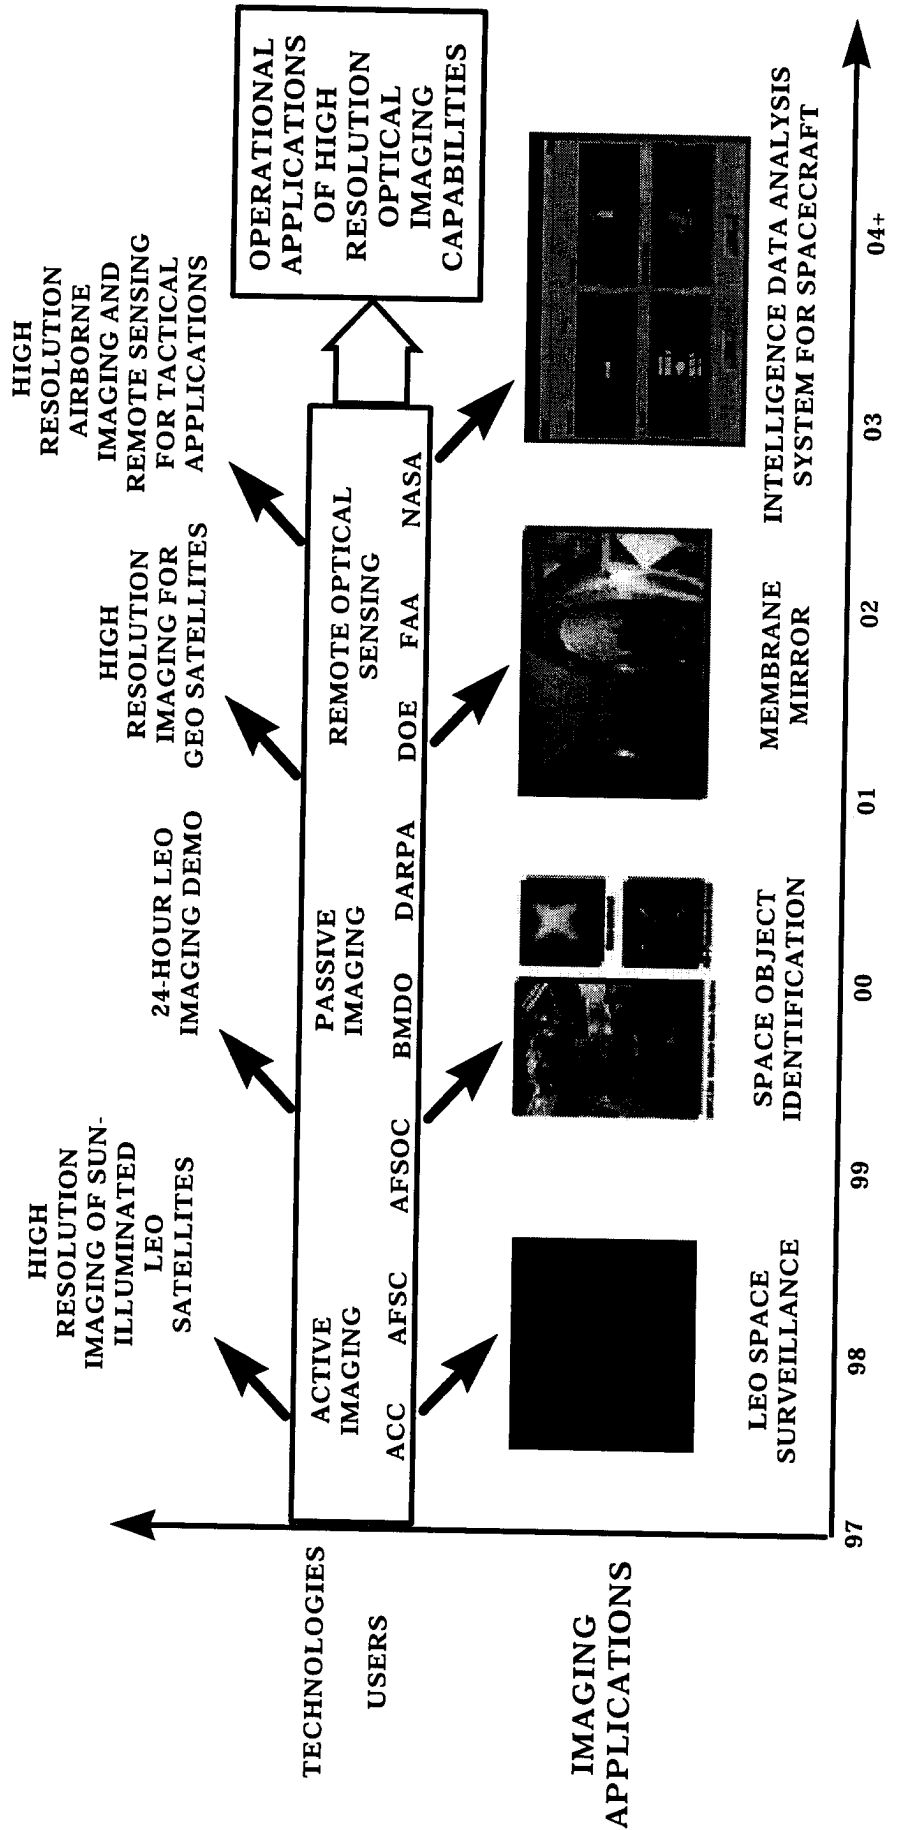 HIGH
RESOLUTION
IMAGING OF SUN-
ILLUMINATED
LEO
SATELLITES
24-HOUR LEO
IMAGING DEMO
HIGH
RESOLUTION
IMAGING FOR
GEO SATELLITES
HIGH
RESOLUTION
AIRBORNE
IMAGING AND
REMOTE SENSING
FOR TACTICAL
APPLICATIONS
TECHNOLOGIES
ACTIVE
IMAGING
PASSIVE
IMAGING
REMOTE OPTICAL
SENSING
USERS
ACC AFSC AFSOC BMDO DARPA DOE FAA NASA
OPERATIONAL
APPLICATIONS
OF HIGH
RESOLUTION
OPTICAL
IMAGING
CAPABILITIES
IMAGING
APPLICATIONS
LEO SPACE
SURVEILLANCE
SPACE OBJECT
IDENTIFICATION
MEMBRANE
MIRROR
INTELLIGENCE DATA ANALYSIS
SYSTEM FOR SPACECRAFT
97 98 99 00 01 02 03 04+